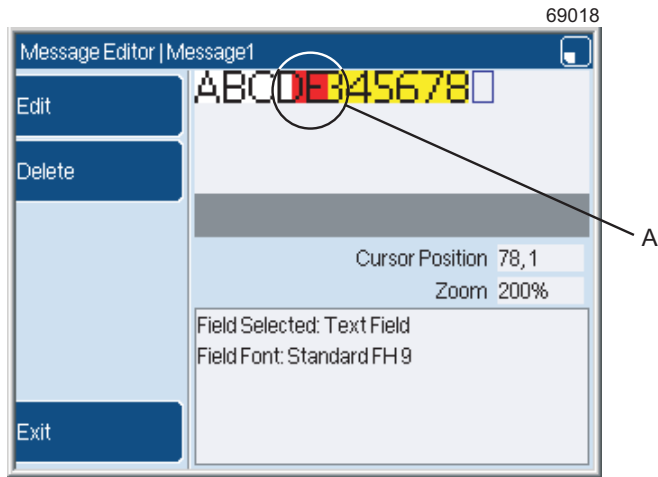 69018
Message Editor | Message1
Edit
ABCDE345678
Delete
A
Cursor Position 78,1
Zoom 200%
Field Selected: Text Field
Field Font: Standard FH 9
Exit